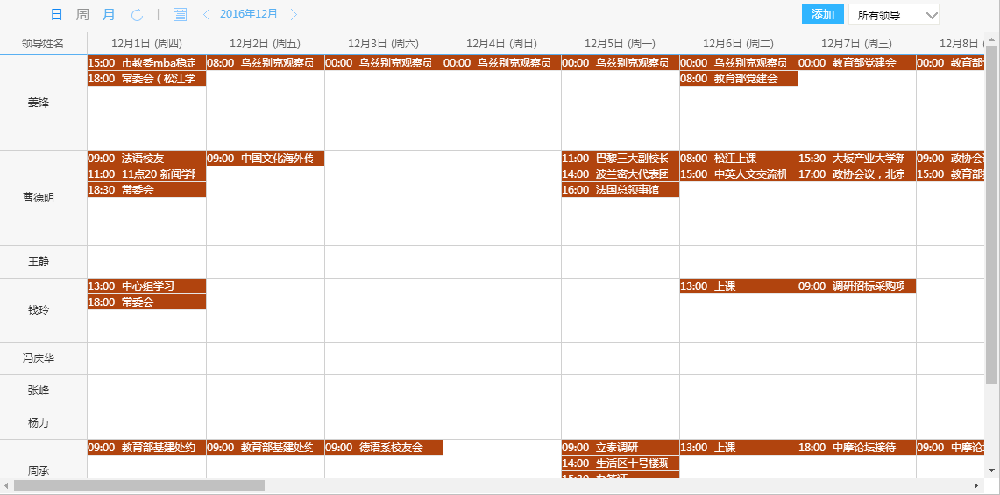 日 周 月 2016年12月 添加 所有领导
领导姓名 12月1日 (周四) 12月2日 (周五) 12月3日 (周六) 12月4日 (周日) 12月5日 (周一) 12月6日 (周二) 12月7日 (周三) 12月8日
15:00 市教委mba稳定 08:00 乌兹别克观察员 00:00 乌兹别克观察员 00:00 乌兹别克观察员 00:00 乌兹别克观察员 00:00 乌兹别克观察员 00:00 教育部党建会 00:00 教育部
18:00 常委会（松江学 08:00 教育部党建会
姜锋
09:00 法语校友 09:00 中国文化海外传 11:00 巴黎三大副校长 08:00 松江上课 15:30 大坂产业大学新 09:00 政协会
11:00 11点20 新闻学 14:00 波兰密大代表团 15:00 中英人文交流机 17:00 政协会议，北京 15:00 教育部
18:30 常委会 16:00 法国总领事馆
曹德明
王静
13:00 中心组学习 13:00 上课 09:00 调研招标采购项
18:00 常委会
钱玲
冯庆华
张峰
杨力
09:00 教育部基建处约 09:00 教育部基建处约 09:00 德语系校友会 09:00 立泰调研 13:00 上课 18:00 中摩论坛接待 09:00 中摩论
14:00 生活区十号楼现
周承